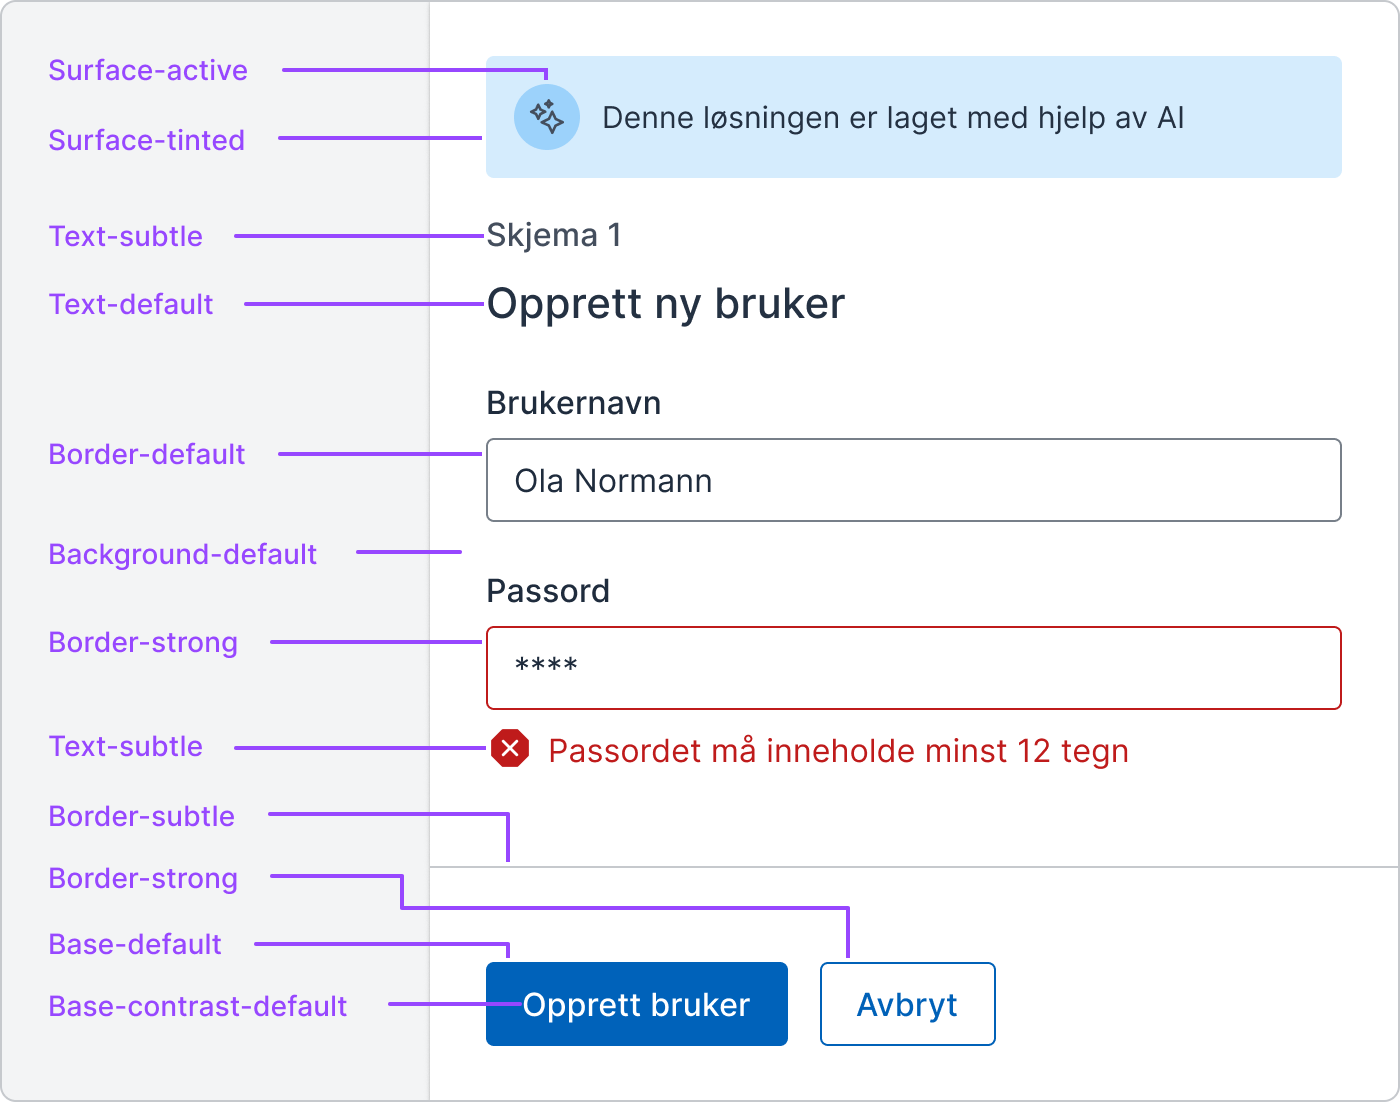 Surface-active
Denne løsningen er laget med hjelp av AI
Surface-tinted
Text-subtle
Skjema 1
Text-default
Opprett ny bruker
Brukernavn
Border-default
Ola Normann
Background-default
Passord
Border-strong
****
Text-subtle
Passordet må inneholde minst 12 tegn
Border-subtle
Border-strong
Base-default
Base-contrast-default
Opprett bruker
Avbryt